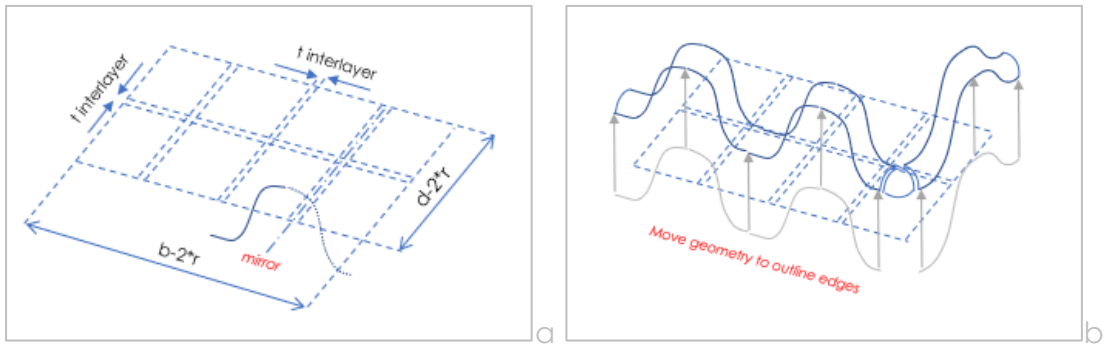 t interlayer
t interlayer
d-2*r
b-2*r
mirror
a
Move geometry to outline edges
b